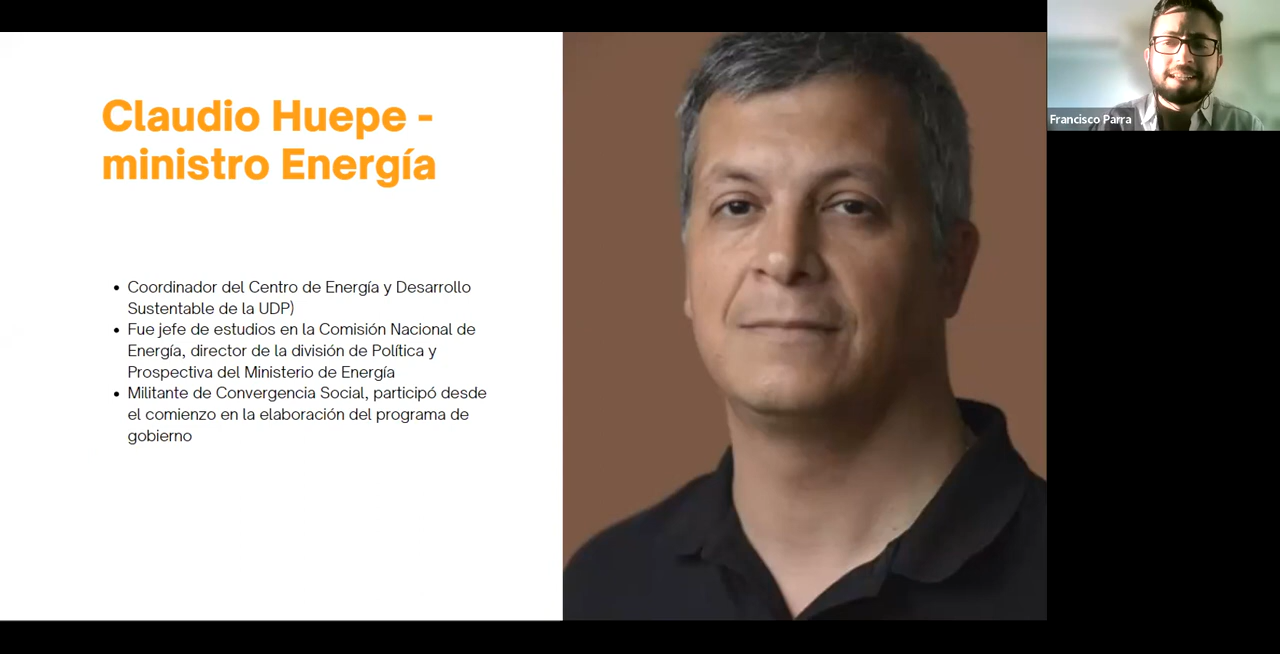 Claudio Huepe -
ministro Energía
• Coordinador del Centro de Energía y Desarrollo
Sustentable de la UDP)
• Fue jefe de estudios en la Comisión Nacional de
Energía, director de la división de Política y
Prospectiva del Ministerio de Energía
• Militante de Convergencia Social, participó desde
el comienzo en la elaboración del programa de
gobierno
Francisco Parra